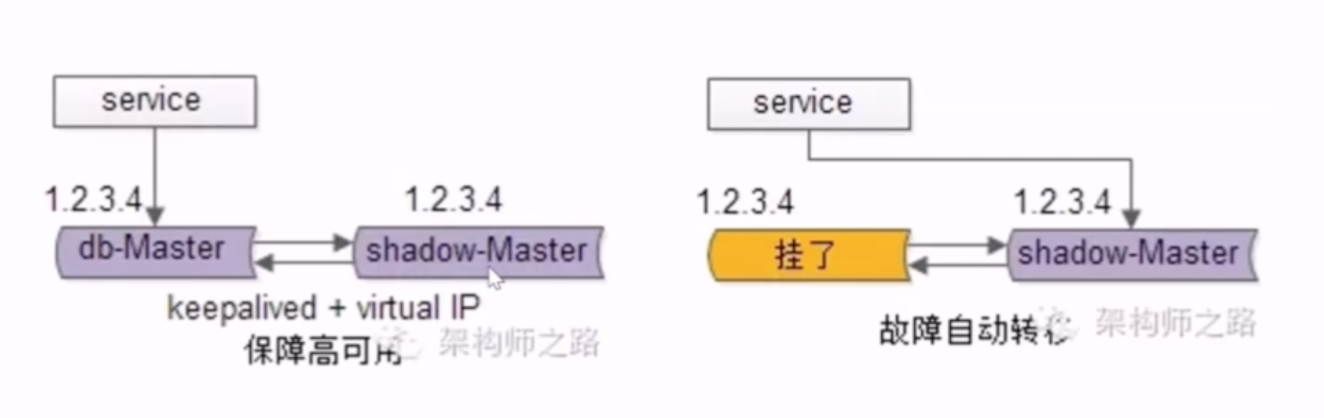 service
1.2.3.4
1.2.3.4
db-Master
shadow-Master
keepalived + virtual IP
保障高可用
架构师之路
service
1.2.3.4
1.2.3.4
挂了
shadow-Master
故障自动转移
架构师之路